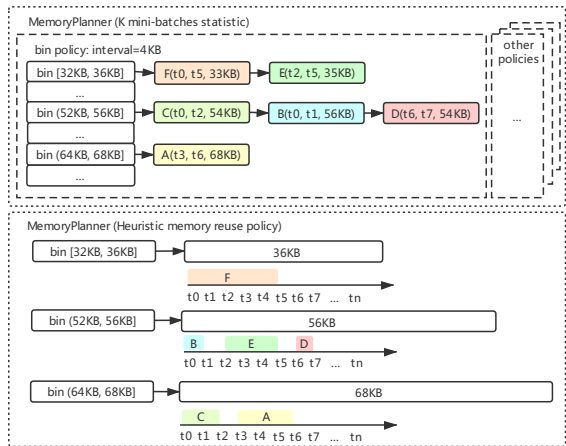 MemoryPlanner (K mini-batches statistic)
bin policy: interval=4KB
other
policies
bin [32KB, 36KB]
F(t0, t5, 33KB)
E(t2, t5, 35KB)
...
bin (52KB, 56KB]
C(t0, t2, 54KB)
B(t0, t1, 56KB)
D(t6, t7, 54KB)
...
...
bin (64KB, 68KB]
A(t3, t6, 68KB)
...
MemoryPlanner (Heuristic memory reuse policy)
bin [32KB, 36KB]
36KB
F
t0 t1 t2 t3 t4 t5 t6 t7 ... tn
bin (52KB, 56KB]
56KB
B E D
t0 t1 t2 t3 t4 t5 t6 t7 ... tn
bin (64KB, 68KB]
68KB
C A
t0 t1 t2 t3 t4 t5 t6 t7 ... tn